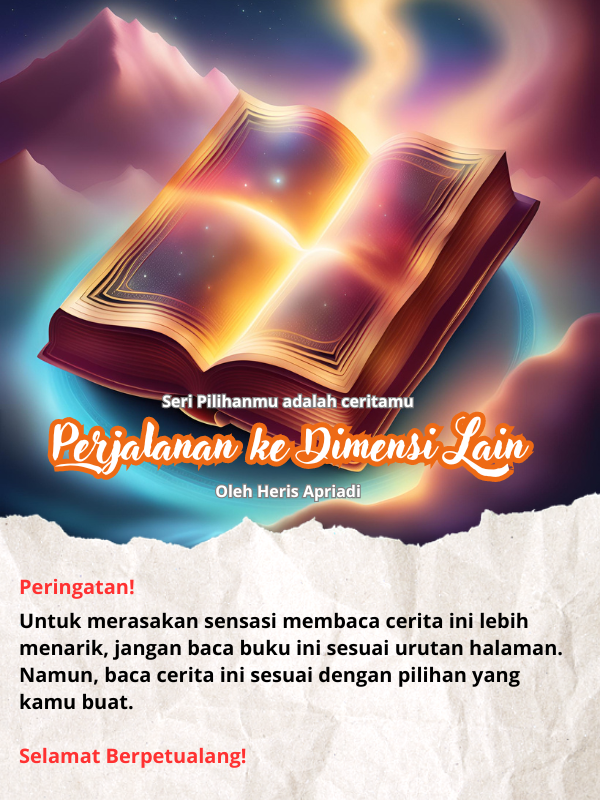 Seri Pilihanmu adalah ceritamu
Perjalanan ke Dimensi Lain
Oleh Heris Apriadi
Peringatan!
Untuk merasakan sensasi membaca cerita ini lebih
menarik, jangan baca buku ini sesuai urutan halaman.
Namun, baca cerita ini sesuai dengan pilihan yang
kamu buat.
Selamat Berpetualang!